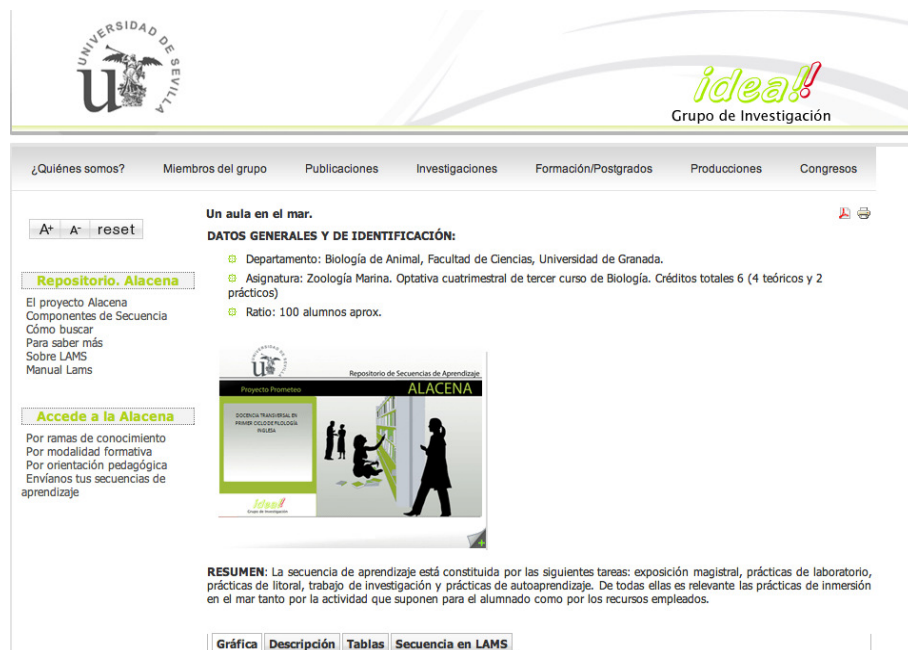 UNIVERSIDAD DE SEVILLA
idea!!
Grupo de Investigación
¿Quiénes somos? Miembros del grupo Publicaciones Investigaciones Formación/Postgrados Producciones Congresos
A+ A- reset
Repositorio. Alacena
El proyecto Alacena
Componentes de Secuencia
Cómo buscar
Para saber más
Sobre LAMS
Manual Lams
Accede a la Alacena
Por ramas de conocimiento
Por modalidad formativa
Por orientación pedagógica
Envíanos tus secuencias de
aprendizaje
Un aula en el mar.
DATOS GENERALES Y DE IDENTIFICACIÓN:
Departamento: Biología de Animal, Facultad de Ciencias, Universidad de Granada.
Asignatura: Zoología Marina. Optativa cuatrimestral de tercer curso de Biología. Créditos totales 6 (4 teóricos y 2
prácticos)
Ratio: 100 alumnos aprox.
Repositorio de Secuencias de Aprendizaje
Proyecto Prometeo
ALACENA
DOCENCIA TRANSVERSAL EN
PRIMER CICLO DE FILOLOGÍA
INGLESA
idea!!
Grupo de Investigación
RESUMEN: La secuencia de aprendizaje está constituida por las siguientes tareas: exposición magistral, prácticas de laboratorio,
prácticas de litoral, trabajo de investigación y prácticas de autoaprendizaje. De todas ellas es relevante las prácticas de inmersión
en el mar tanto por la actividad que suponen para el alumnado como por los recursos empleados.
Gráfica Descripción Tablas Secuencia en LAMS